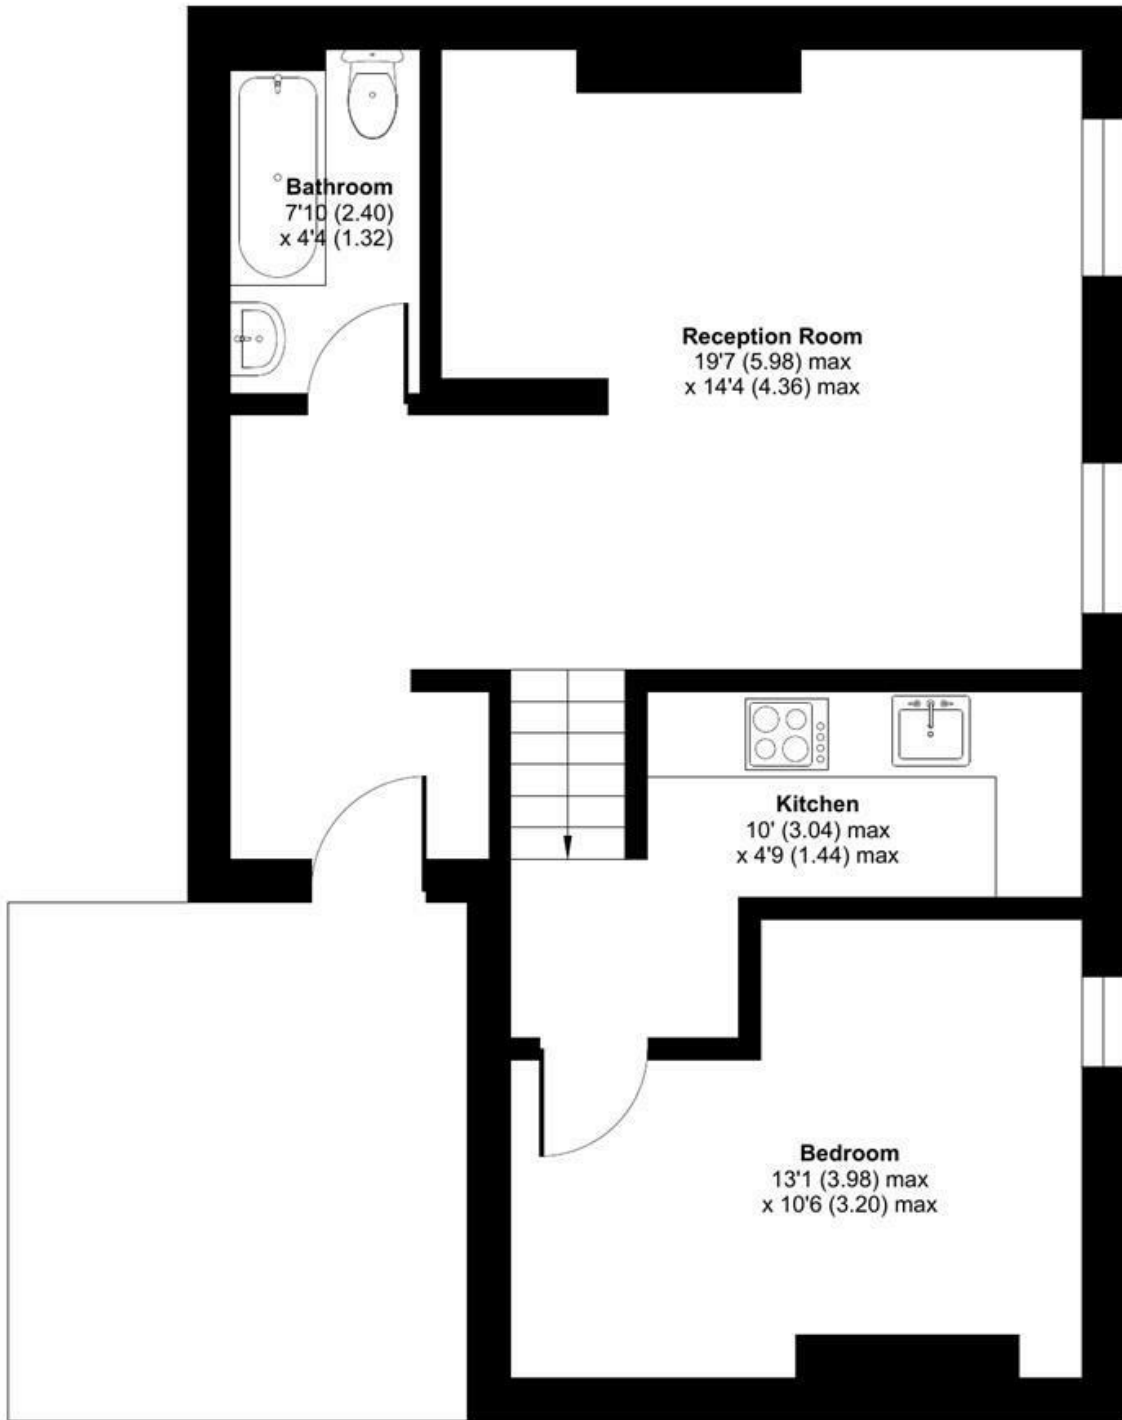 Bathroom
7'10 (2.40)
x 4'4 (1.32)
Reception Room
19'7 (5.98) max
x 14'4 (4.36) max
Kitchen
10' (3.04) max
x 4'9 (1.44) max
Bedroom
13'1 (3.98) max
x 10'6 (3.20) max